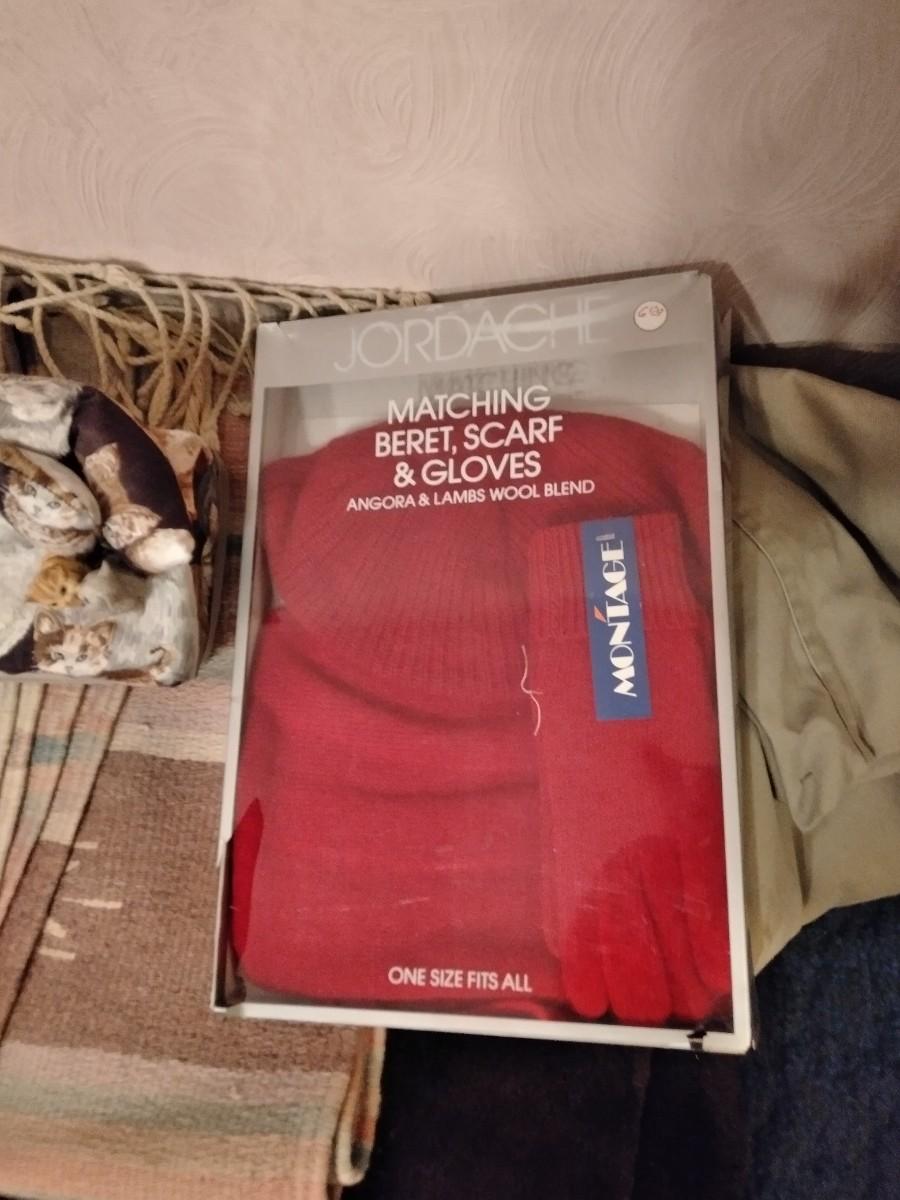 JORDACHE
MATCHING
BERET, SCARF
& GLOVES
ANGORA & LAMBS WOOL BLEND
MONTAGE
ONE SIZE FITS ALL